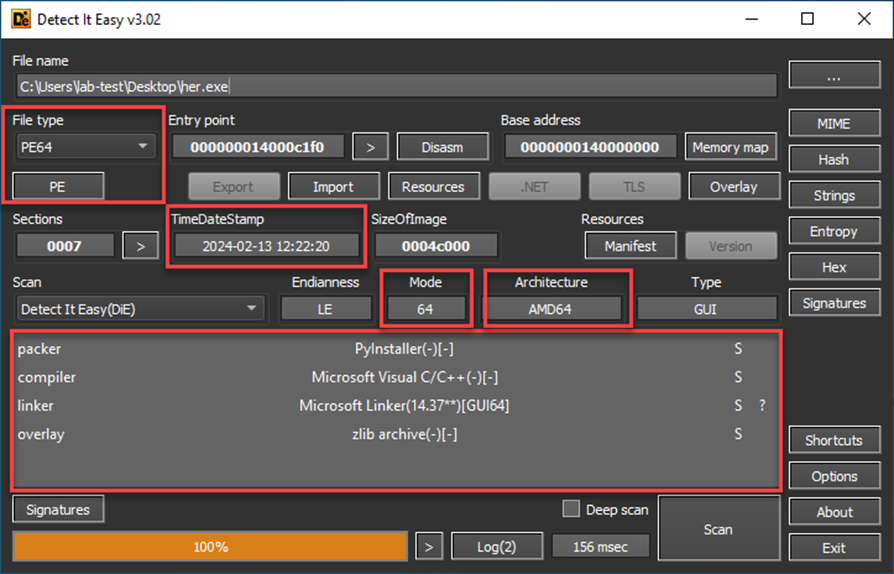 Detect It Easy v3.02
File name
C:\Users\lab-test\Desktop\her.exe
...
File type
Entry point
Base address
PE64
000000014000c1f0
>
Disasm
0000000140000000
Memory map
MIME
PE
Export
Import
Resources
.NET
TLS
Overlay
Hash
Strings
Sections
TimeDateStamp
SizeOfImage
Resources
0007
>
2024-02-13 12:22:20
0004c000
Manifest
Version
Entropy
Hex
Scan
Endianness
Mode
Architecture
Type
Detect It Easy(DiE)
LE
64
AMD64
GUI
Signatures
packer PyInstaller(-)[-] S
compiler Microsoft Visual C/C++(-)[-] S
linker Microsoft Linker(14.37**)[GUI64] S ?
overlay zlib archive(-)[-] S
Shortcuts
Options
Signatures
Deep scan
Scan
About
100%
>
Log(2)
156 msec
Exit